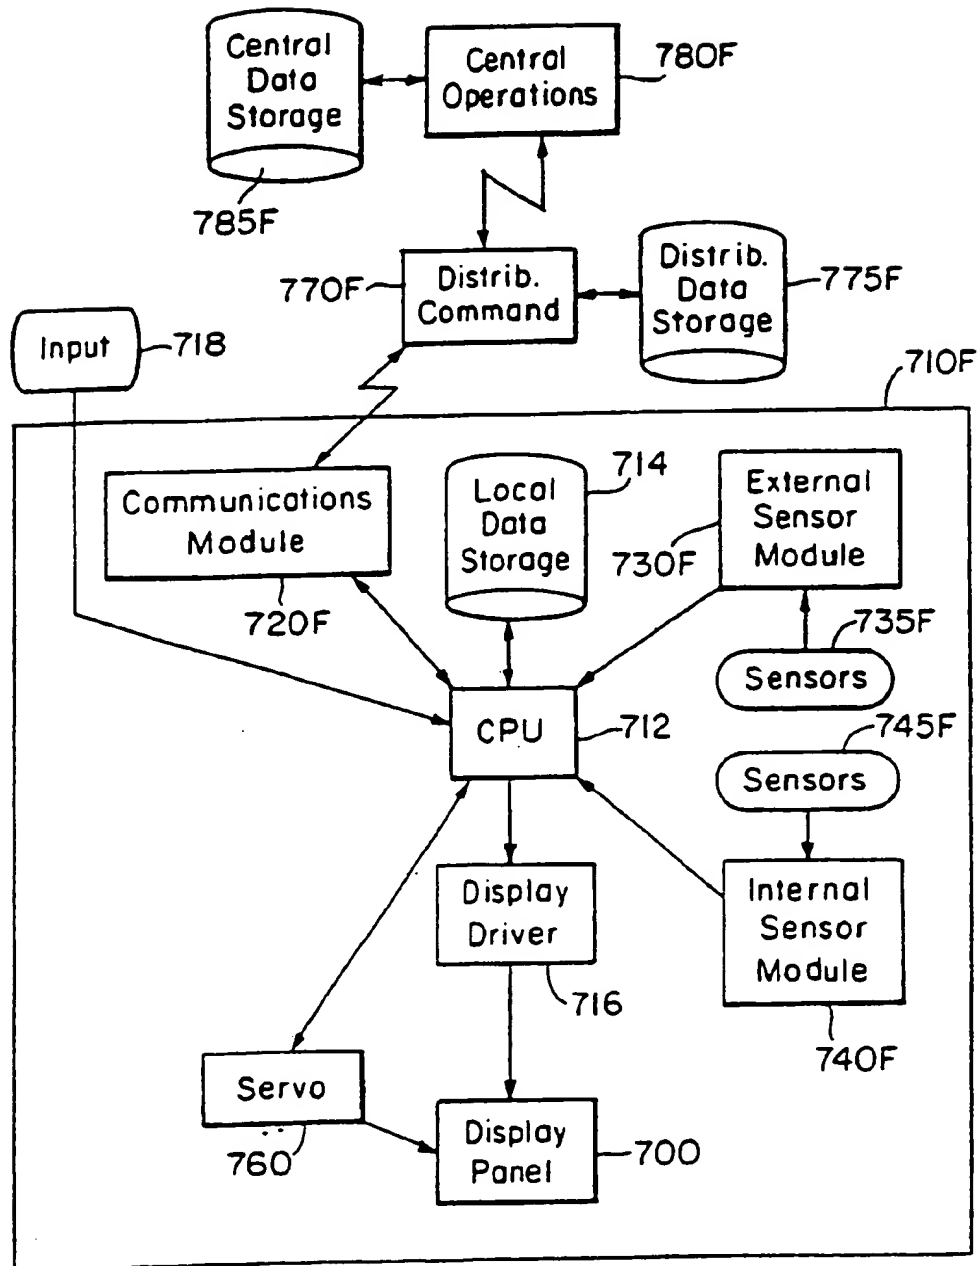 Central
Data
Storage
785F
Central
Operations
780F
770F
Distrib.
Command
Distrib.
Data
Storage
775F
Input
718
710F
Communications
Module
720F
Local
Data
Storage
714
External
Sensor
Module
730F
735F
Sensors
CPU
712
745F
Sensors
Display
Driver
716
Internal
Sensor
Module
740F
Servo
760
Display
Panel
700